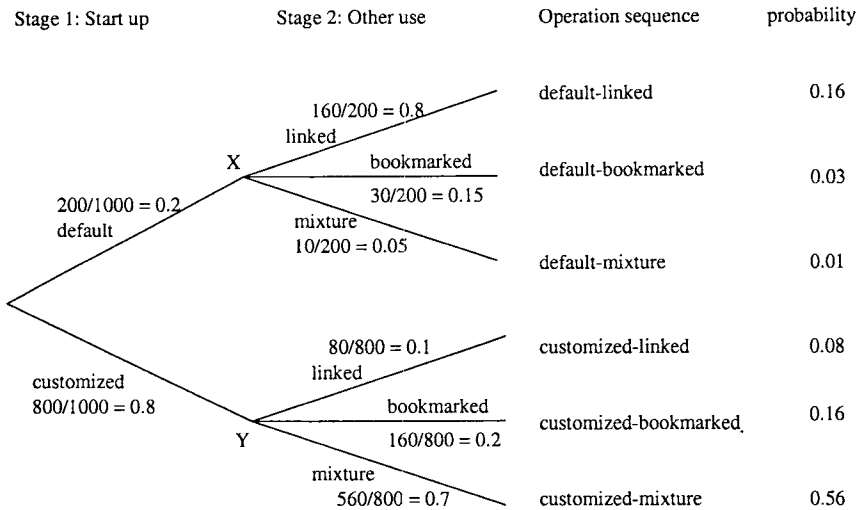 Stage 1: Start up
Stage 2: Other use
Operation sequence
probability
160/200 = 0.8
linked
default-linked
0.16
X
bookmarked
30/200 = 0.15
default-bookmarked
0.03
200/1000 = 0.2
default
mixture
10/200 = 0.05
default-mixture
0.01
80/800 = 0.1
linked
customized-linked
0.08
customized
800/1000 = 0.8
bookmarked
160/800 = 0.2
customized-bookmarked.
0.16
Y
mixture
560/800 = 0.7
customized-mixture
0.56